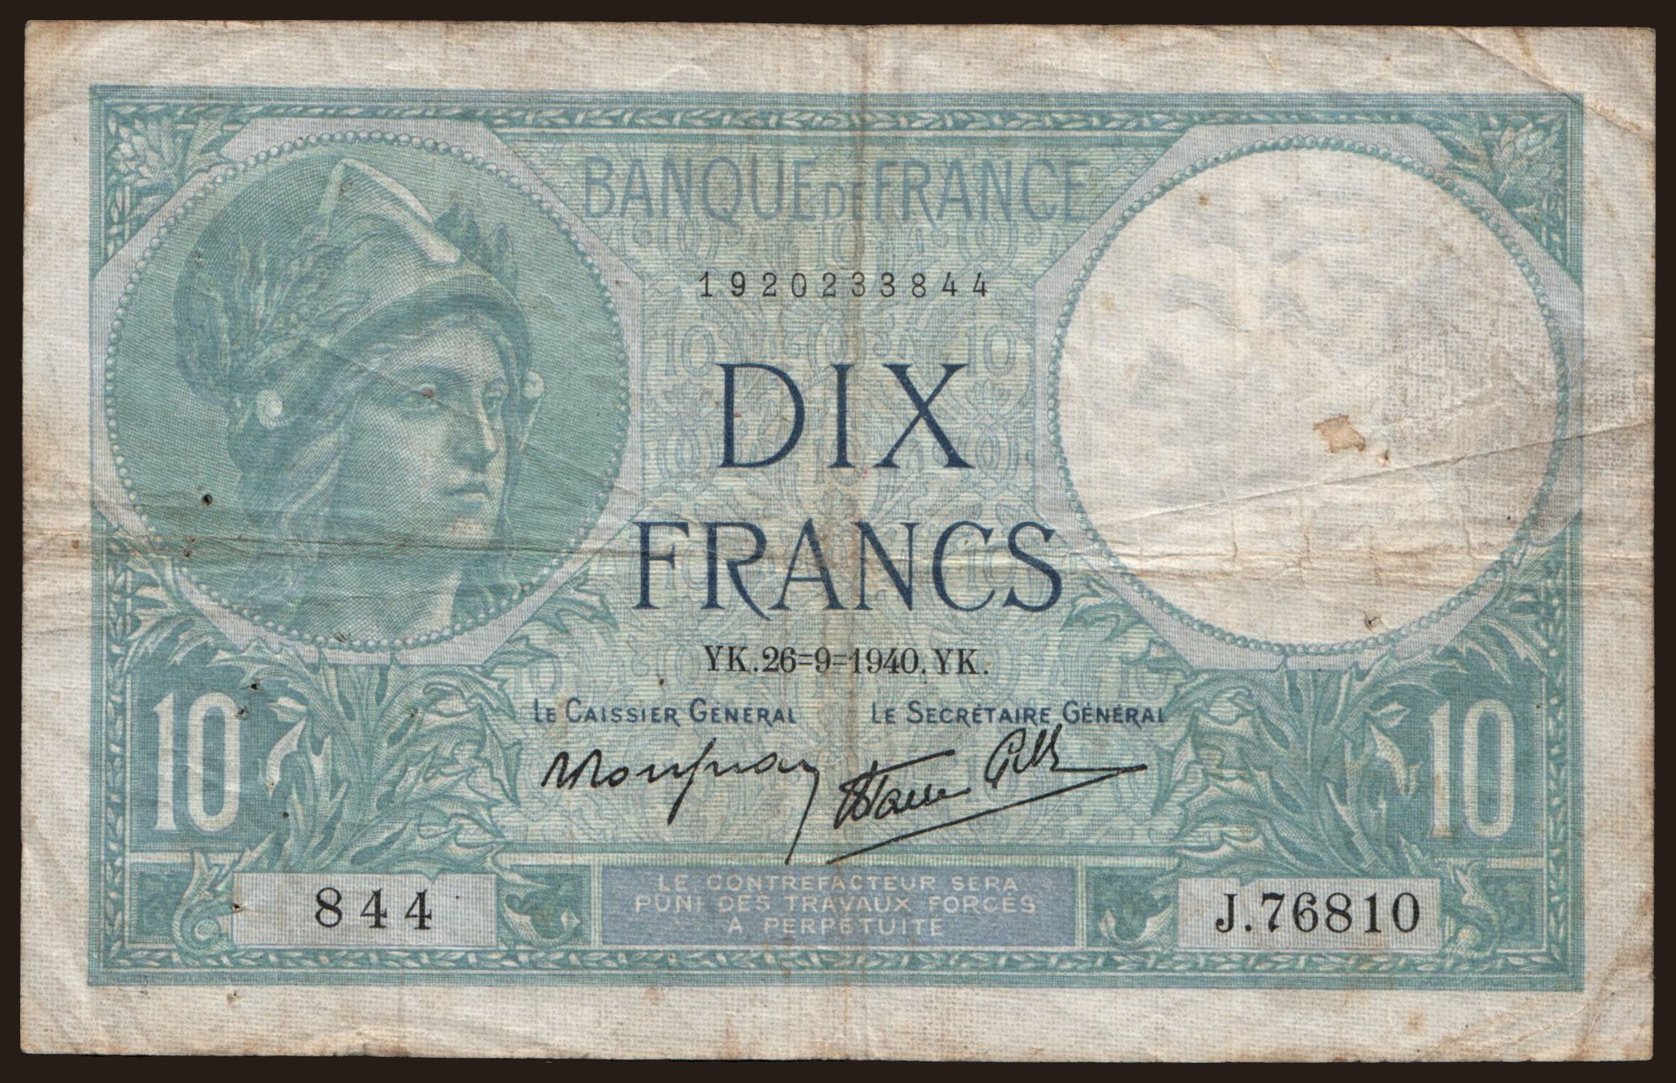 BANQUE DE FRANCE
1920233844
DIX
FRANCS
YK.26=9=1940.YK.
LE CAISSIER GÉNÉRAL LE SECRÉTAIRE GÉNÉRAL
10 10
844 J.76810
LE CONTREFACTEUR SERA
PUNI DES TRAVAUX FORCÉS
À PERPÉTUITÉ